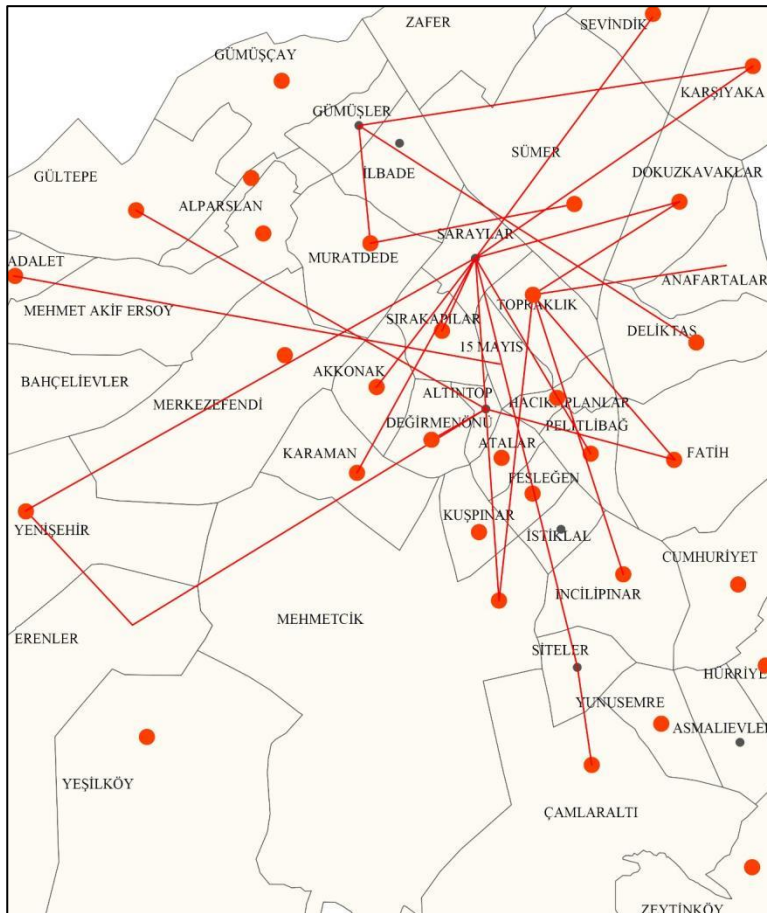 ZAFER
SEVİNDİK
GÜMÜŞÇAY
KARŞIYAKA
GÜMÜŞLER
SÜMER
İLBADE
GÜLTEPE
DOKUZKAVAKLAR
ALPARSLAN
SARAYLAR
MURATDEDE
ADALET
ANAFARTALAR
MEHMET AKİF ERSOY
TOPRAKLIK
SIRAKAPILAR
DELİKTAŞ
15 MAYIS
AKKONAK
BAHÇELİEVLER
ALTINTOP
MERKEZEFENDİ
HACIKAPLANLAR
DEĞİRMENÖNÜ
PELİTLİBAĞ
ATALAR
KARAMAN
FATİH
FESLEĞEN
KUŞPINAR
YENİŞEHİR
İSTİKLAL
CUMHURİYET
İNCİLİPINAR
MEHMETCİK
ERENLER
SİTELER
HÜRRİYE
YUNUSEMRE
ASMALIEVLE
YEŞİLKÖY
ÇAMLARALTI
ZEYTİNKÖY